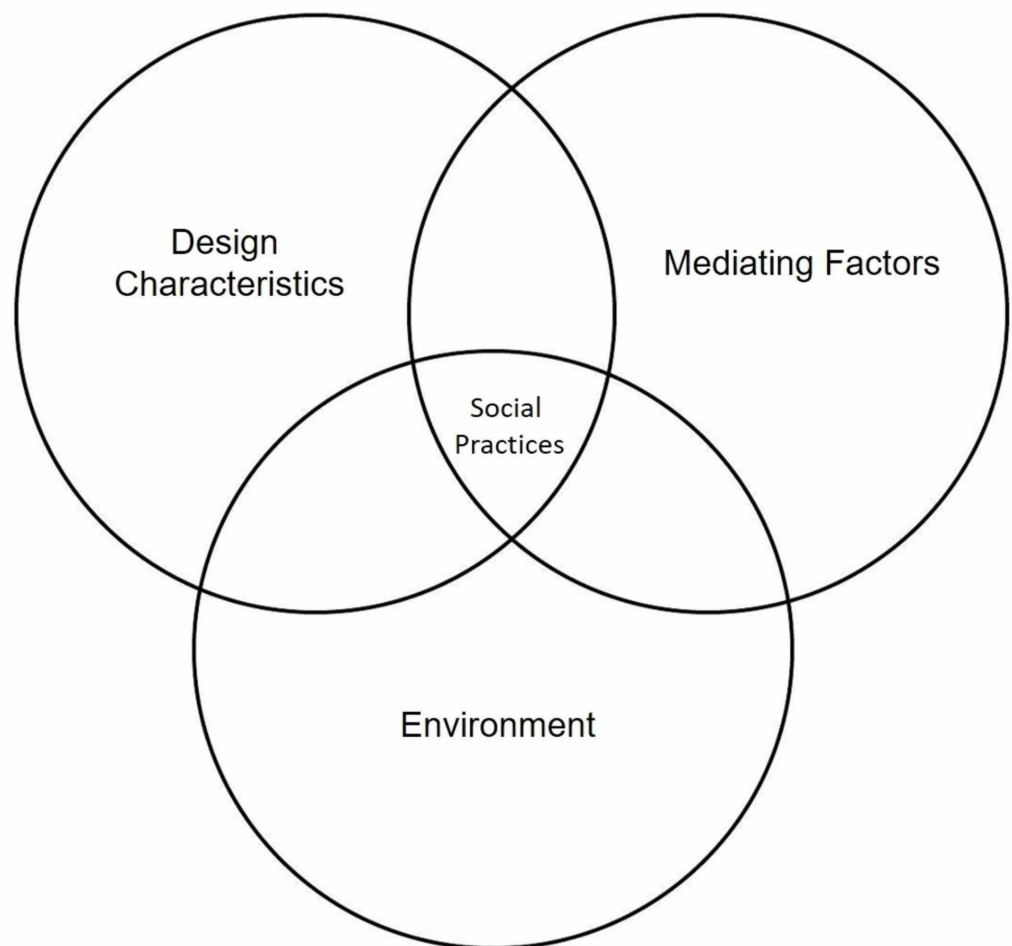 Design
Characteristics
Mediating Factors
Social
Practices
Environment